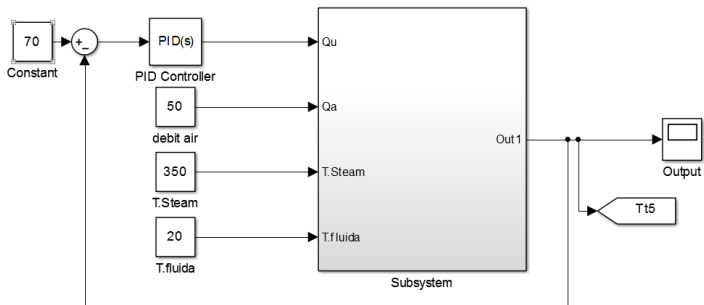 70
+
_
Constant
PID(s)
PID Controller
50
debit air
350
T.Steam
20
T.fluida
Qu
Qa
T.Steam
T.fluida
Out1
Subsystem
Output
Tt5